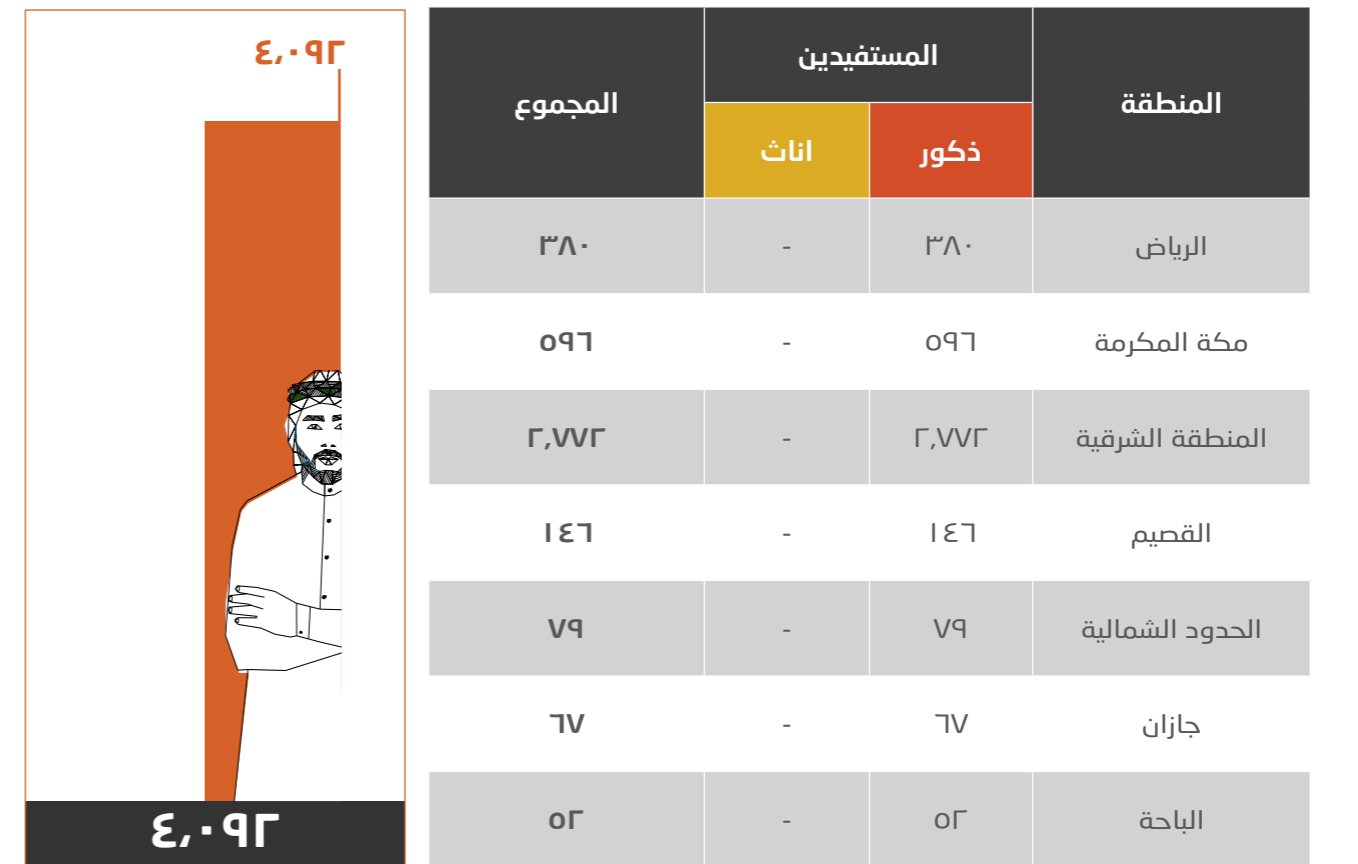 المنطقة المستفيدين المجموع
ذكور اناث
الرياض ٣٨٠ - ٣٨٠
مكة المكرمة ٥٩٦ - ٥٩٦
المنطقة الشرقية ٢,٧٧٢ - ٢,٧٧٢
القصيم ١٤٦ - ١٤٦
الحدود الشمالية ٧٩ - ٧٩
جازان ٦٧ - ٦٧
الباحة ٥٢ - ٥٢
٤,٠٩٢
٤,٠٩٢